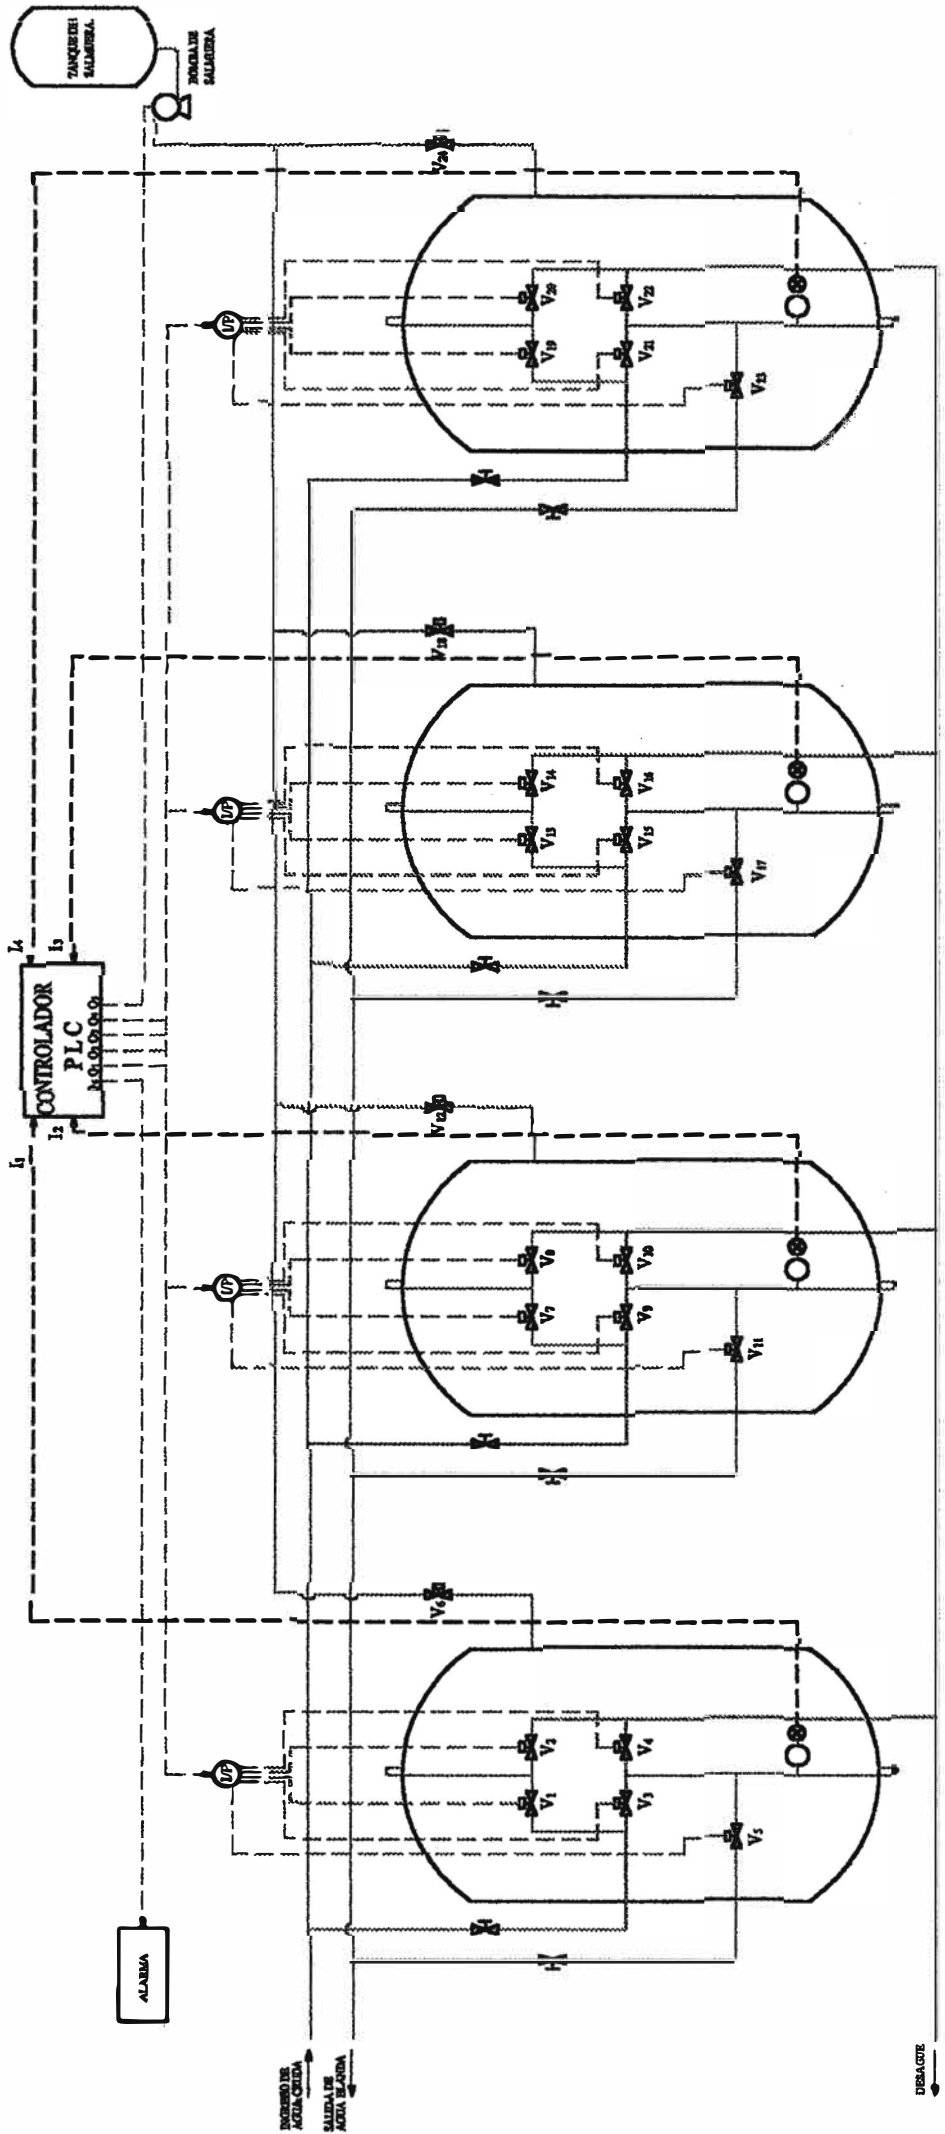 TANQUE DE
SALMUERA
BOMBA DE
SALMUERA
I4
I3
CONTROLADOR
PLC
I1
I2
ALARMA
INGRESO DE
AGUA CRUDA
SALIDA DE
AGUA BLANDA
DESAGUE
I/P
V1
V2
V3
V4
V5
V6
I/P
V7
V8
V9
V10
V11
V12
I/P
V13
V14
V15
V16
V17
V18
I/P
V19
V20
V21
V22
V23
V24